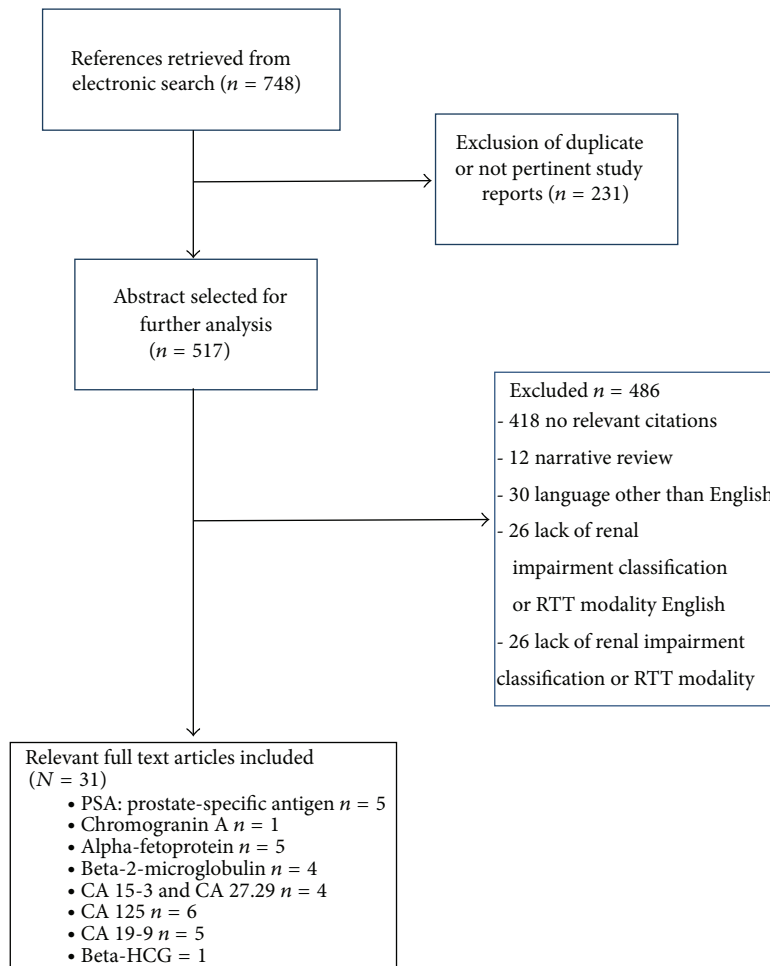 References retrieved from
electronic search (n = 748)
Exclusion of duplicate
or not pertinent study
reports (n = 231)
Abstract selected for
further analysis
(n = 517)
Excluded n = 486
- 418 no relevant citations
- 12 narrative review
- 30 language other than English
- 26 lack of renal
impairment classification
or RTT modality English
- 26 lack of renal impairment
classification or RTT modality
Relevant full text articles included
(N = 31)
• PSA: prostate-specific antigen n = 5
• Chromogranin A n = 1
• Alpha-fetoprotein n = 5
• Beta-2-microglobulin n = 4
• CA 15-3 and CA 27.29 n = 4
• CA 125 n = 6
• CA 19-9 n = 5
• Beta-HCG = 1